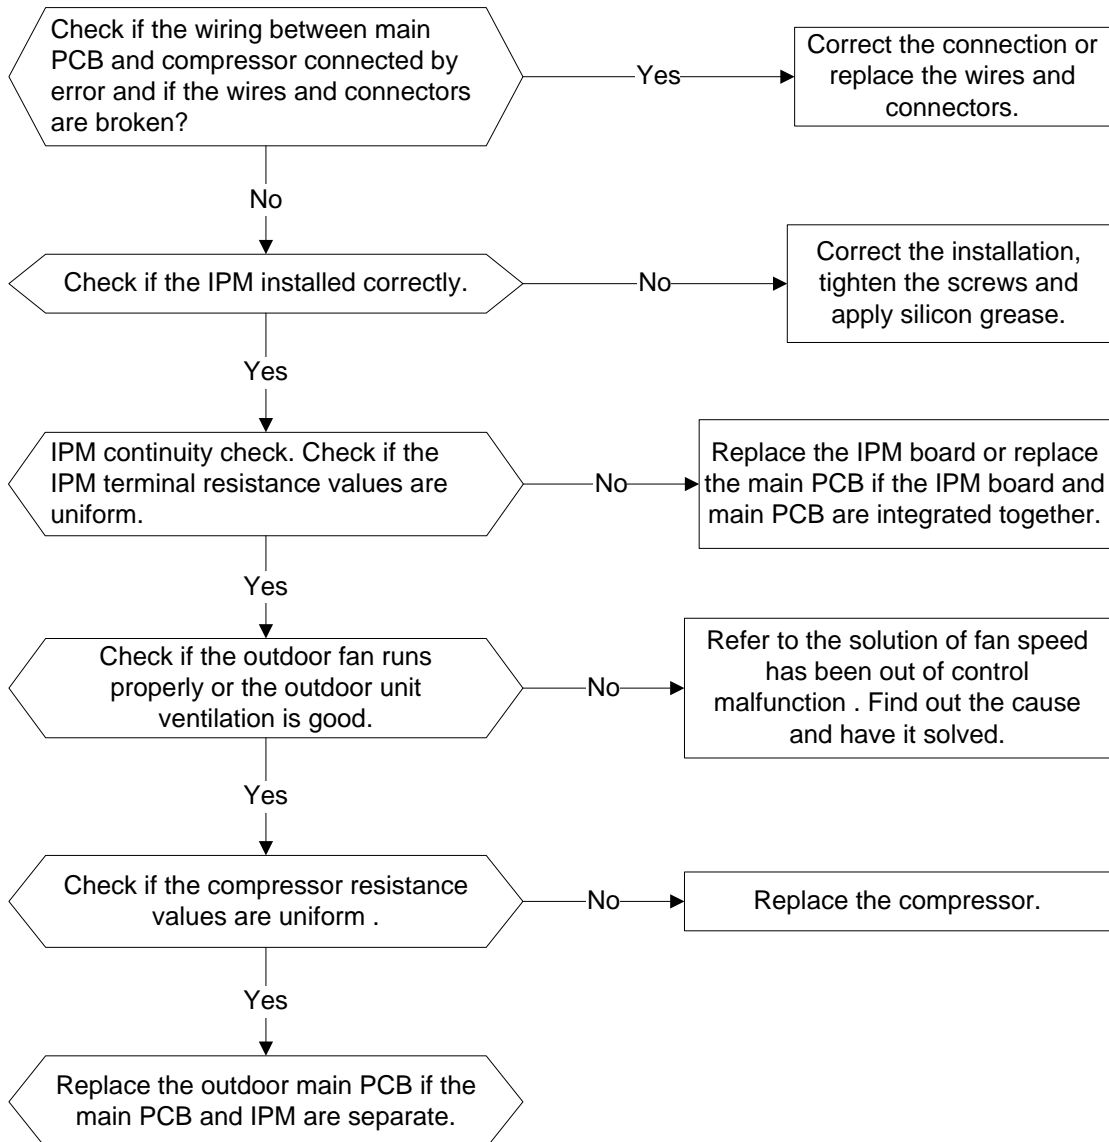 Check if the wiring between main
PCB and compressor connected by
error and if the wires and connectors
are broken?
Yes
Correct the connection or
replace the wires and
connectors.
No
Check if the IPM installed correctly.
No
Correct the installation,
tighten the screws and
apply silicon grease.
Yes
IPM continuity check. Check if the
IPM terminal resistance values are
uniform.
No
Replace the IPM board or replace
the main PCB if the IPM board and
main PCB are integrated together.
Yes
Check if the outdoor fan runs
properly or the outdoor unit
ventilation is good.
No
Refer to the solution of fan speed
has been out of control
malfunction . Find out the cause
and have it solved.
Yes
Check if the compressor resistance
values are uniform .
No
Replace the compressor.
Yes
Replace the outdoor main PCB if the
main PCB and IPM are separate.